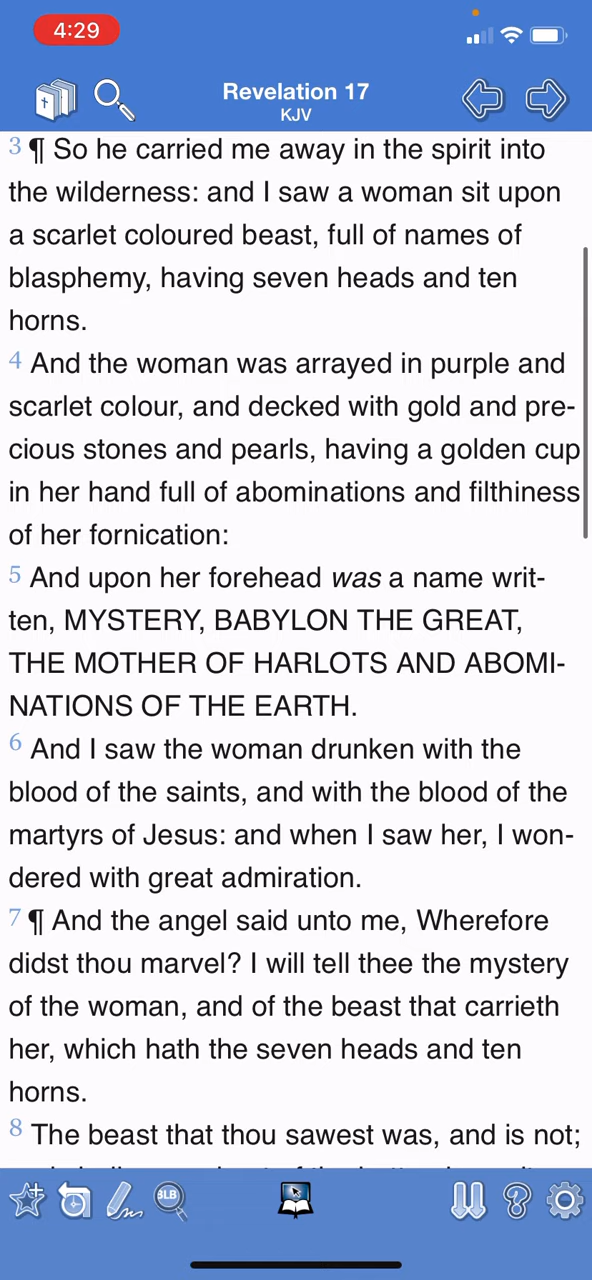 4:29
Revelation 17
KJV
3 ¶ So he carried me away in the spirit into
the wilderness: and I saw a woman sit upon
a scarlet coloured beast, full of names of
blasphemy, having seven heads and ten
horns.
4 And the woman was arrayed in purple and
scarlet colour, and decked with gold and pre-
cious stones and pearls, having a golden cup
in her hand full of abominations and filthiness
of her fornication:
5 And upon her forehead was a name writ-
ten, MYSTERY, BABYLON THE GREAT,
THE MOTHER OF HARLOTS AND ABOMI-
NATIONS OF THE EARTH.
6 And I saw the woman drunken with the
blood of the saints, and with the blood of the
martyrs of Jesus: and when I saw her, I won-
dered with great admiration.
7 ¶ And the angel said unto me, Wherefore
didst thou marvel? I will tell thee the mystery
of the woman, and of the beast that carrieth
her, which hath the seven heads and ten
horns.
8 The beast that thou sawest was, and is not;
BLB